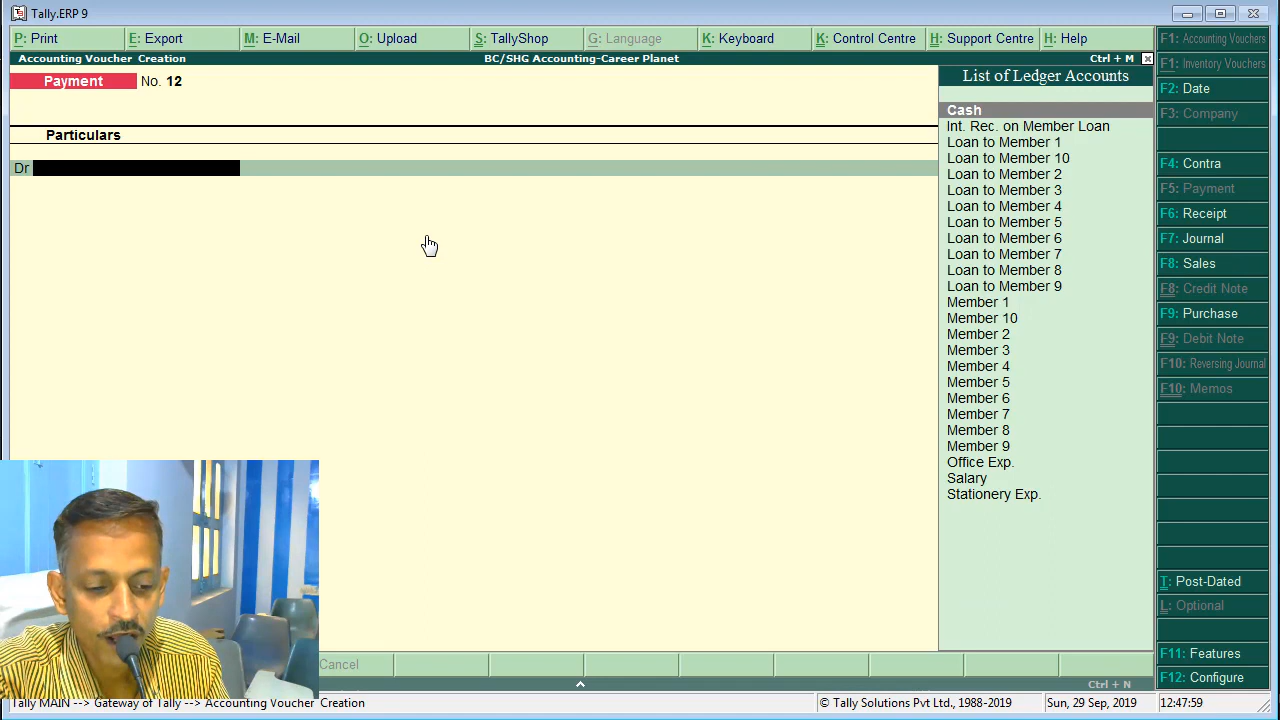 Tally.ERP 9
P: Print
E: Export
M: E-Mail
O: Upload
S: TallyShop
G: Language
K: Keyboard
K: Control Centre
H: Support Centre
H: Help
Accounting Voucher Creation
BC/SHG Accounting-Career Planet
Ctrl + M
Payment No. 12
Particulars
Dr
List of Ledger Accounts
Cash
Int. Rec. on Member Loan
Loan to Member 1
Loan to Member 10
Loan to Member 2
Loan to Member 3
Loan to Member 4
Loan to Member 5
Loan to Member 6
Loan to Member 7
Loan to Member 8
Loan to Member 9
Member 1
Member 10
Member 2
Member 3
Member 4
Member 5
Member 6
Member 7
Member 8
Member 9
Office Exp.
Salary
Stationery Exp.
F1: Accounting Vouchers
F1: Inventory Vouchers
F2: Date
F3: Company
F4: Contra
F5: Payment
F6: Receipt
F7: Journal
F8: Sales
F8: Credit Note
F9: Purchase
F9: Debit Note
F10: Reversing Journal
F10: Memos
T: Post-Dated
L: Optional
F11: Features
F12: Configure
Cancel
Ctrl + N
Tally MAIN --> Gateway of Tally --> Accounting Voucher Creation
© Tally Solutions Pvt Ltd., 1988-2019
Sun, 29 Sep, 2019
12:47:59